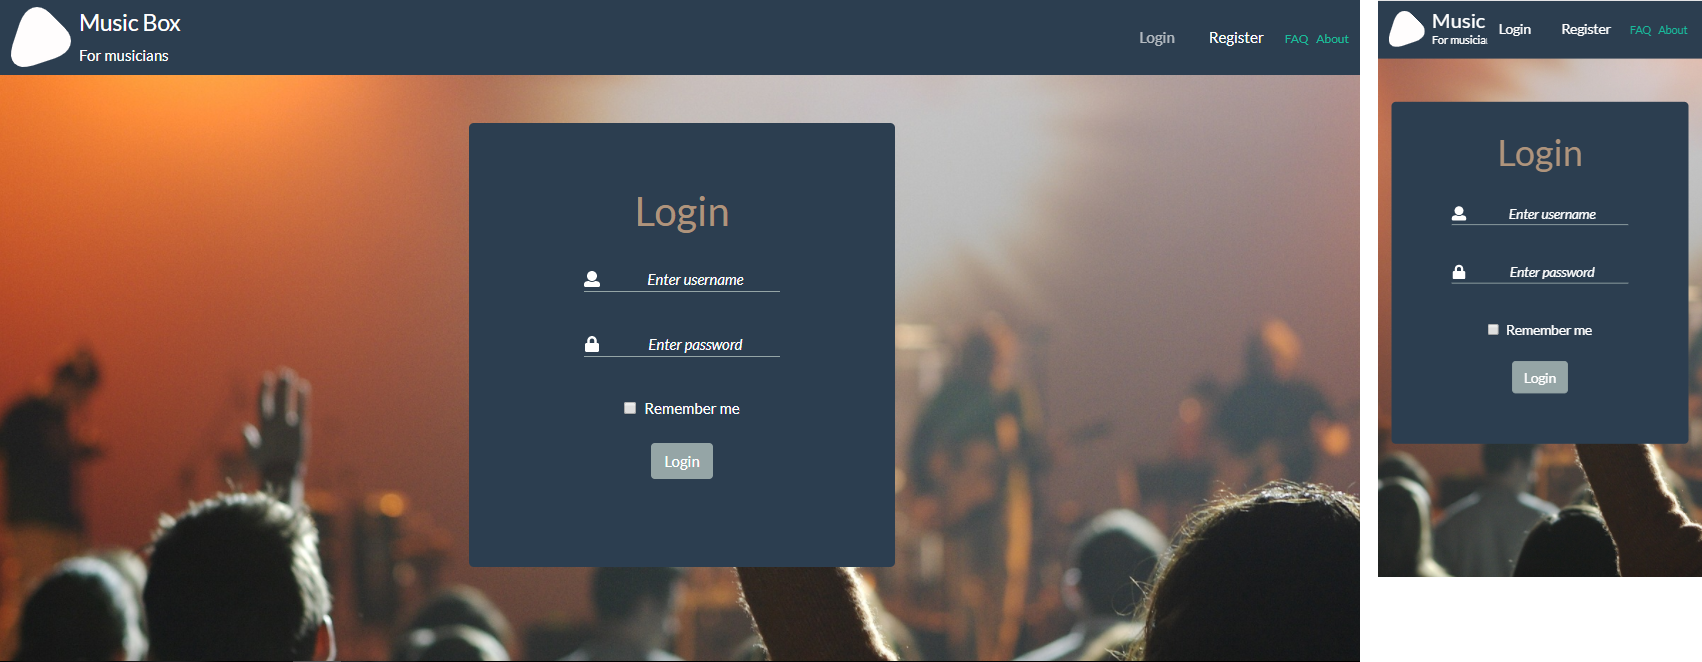 Music Box
For musicians
Login Register FAQ About
Login
Enter username
Enter password
Remember me
Login
Music
For musicia
Login Register FAQ About
Login
Enter username
Enter password
Remember me
Login